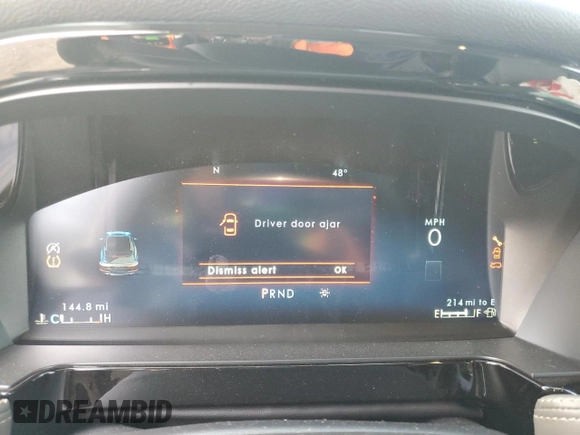 N 48°
Driver door ajar
MPH
0
Dismiss alert OK
PRND
144.8 mi
214 mi to E
C H
E F
DREAMBID